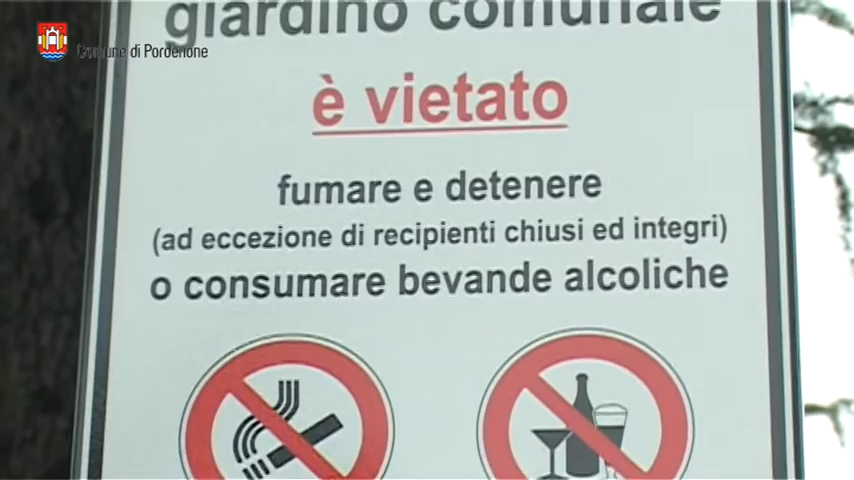 giardino comunale
Comune di Pordenone
è vietato
fumare e detenere
(ad eccezione di recipienti chiusi ed integri)
o consumare bevande alcoliche